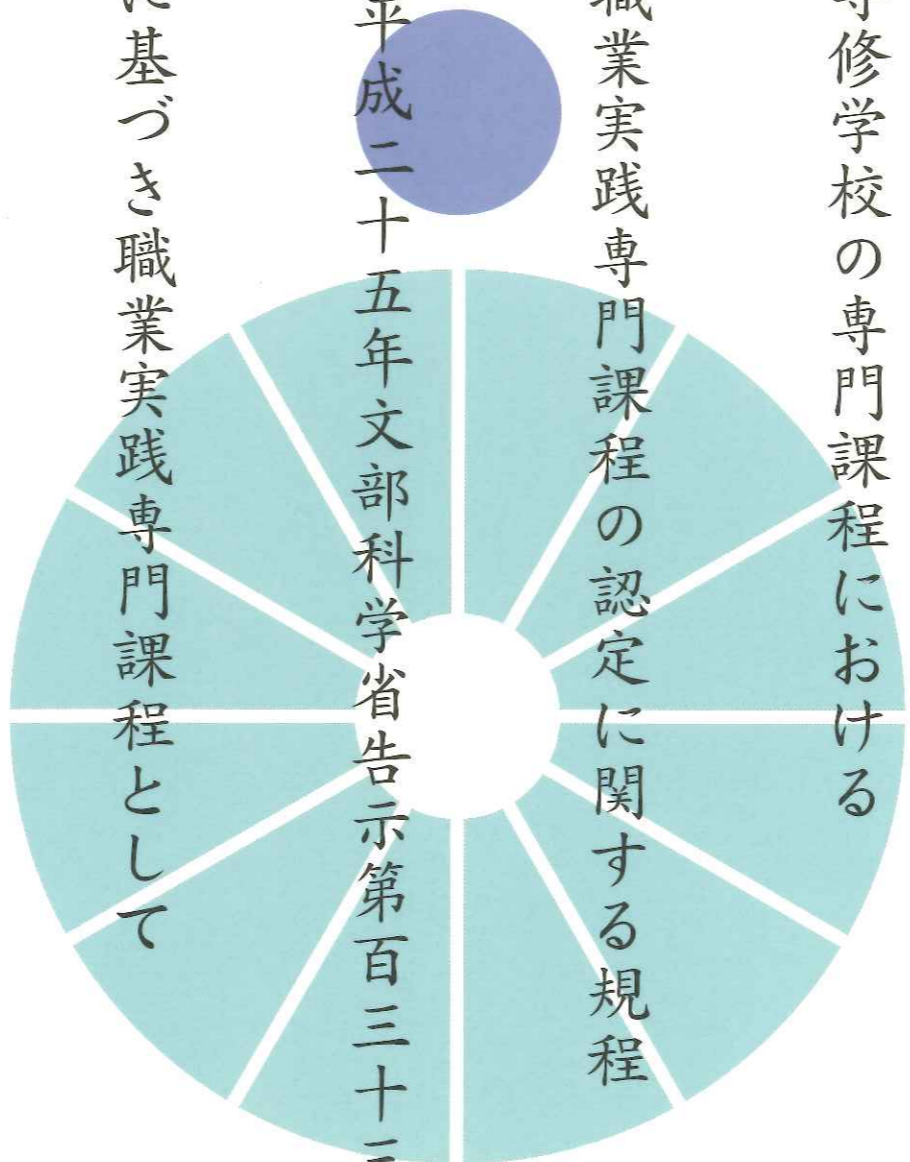 専修学校の専門課程における
職業実践専門課程の認定に関する規程
平成二十五年文部科学省告示第百三十三
に基づき職業実践専門課程として